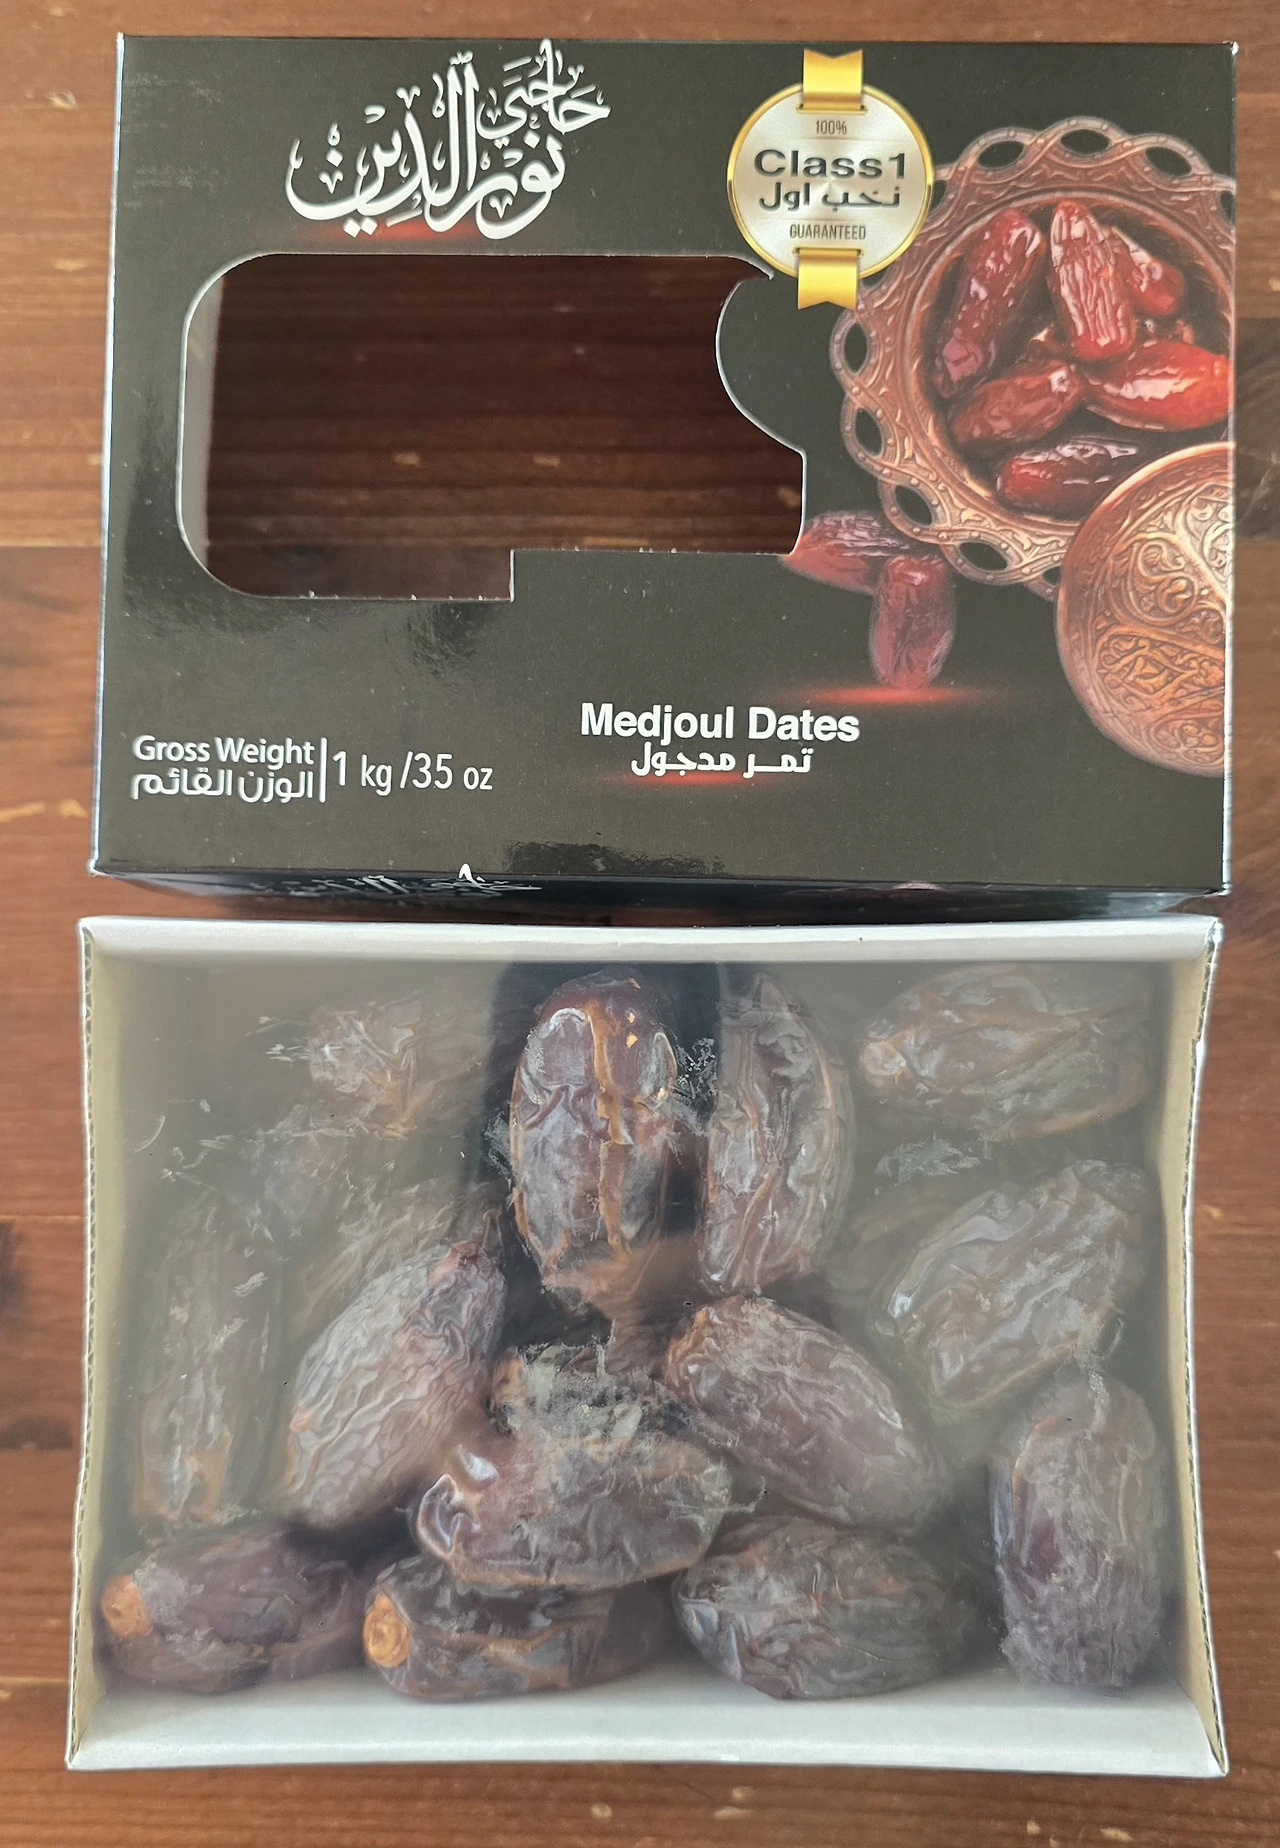 حاجي
نور الدين
100%
Class1
نخب اول
GUARANTEED
Medjoul Dates
تمر مدجول
Gross Weight
الوزن القائم
1 kg /35 oz